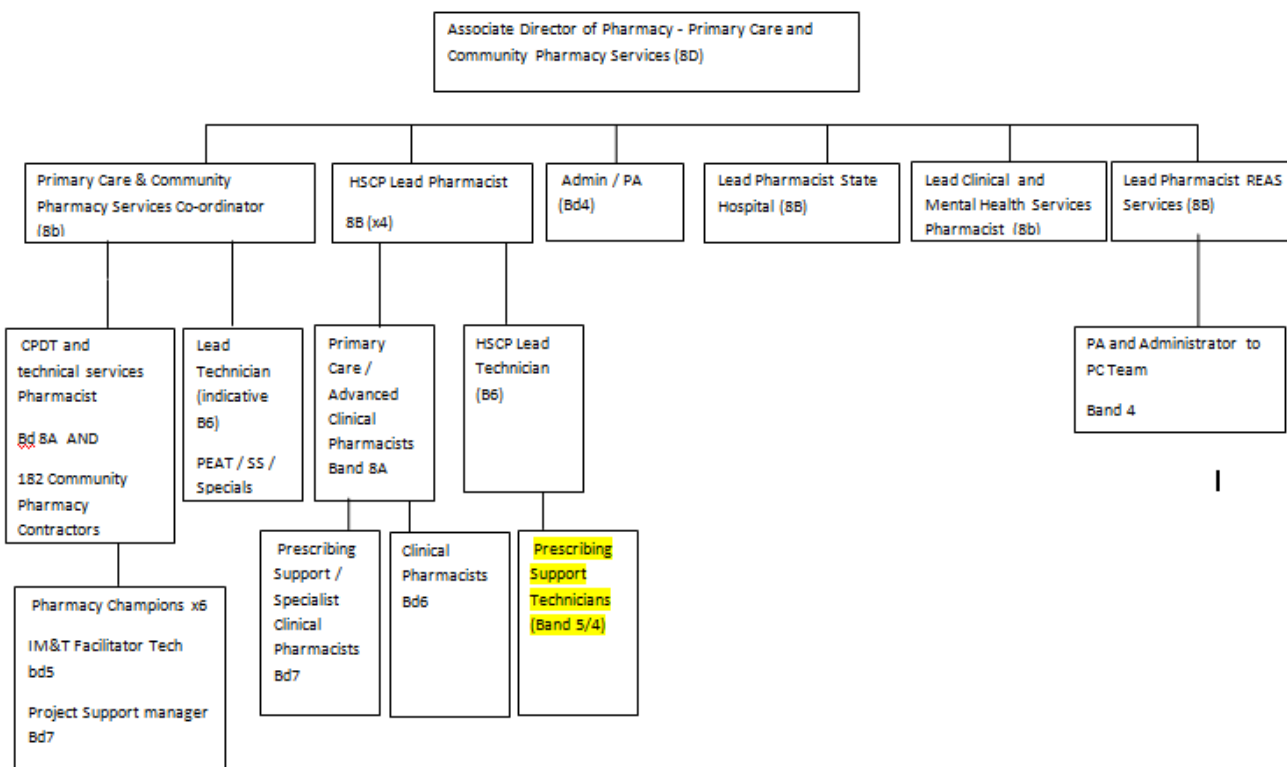 Associate Director of Pharmacy - Primary Care and
Community Pharmacy Services (8D)
Primary Care & Community
Pharmacy Services Co-ordinator
(8b)
HSCP Lead Pharmacist
8B (x4)
Admin / PA
(Bd4)
Lead Pharmacist State
Hospital (8B)
Lead Clinical and
Mental Health Services
Pharmacist (8b)
Lead Pharmacist REAS
Services (8B)
CPDT and
technical services
Pharmacist
Bd 8A AND
182 Community
Pharmacy
Contractors
Lead
Technician
(indicative
B6)
PEAT / SS /
Specials
Primary
Care /
Advanced
Clinical
Pharmacists
Band 8A
HSCP Lead
Technician
(B6)
PA and Administrator to
PC Team
Band 4
Pharmacy Champions x6
IM&T Facilitator Tech
bd5
Project Support manager
Bd7
Prescribing
Support /
Specialist
Clinical
Pharmacists
Bd7
Clinical
Pharmacists
Bd6
Prescribing
Support
Technicians
(Band 5/4)